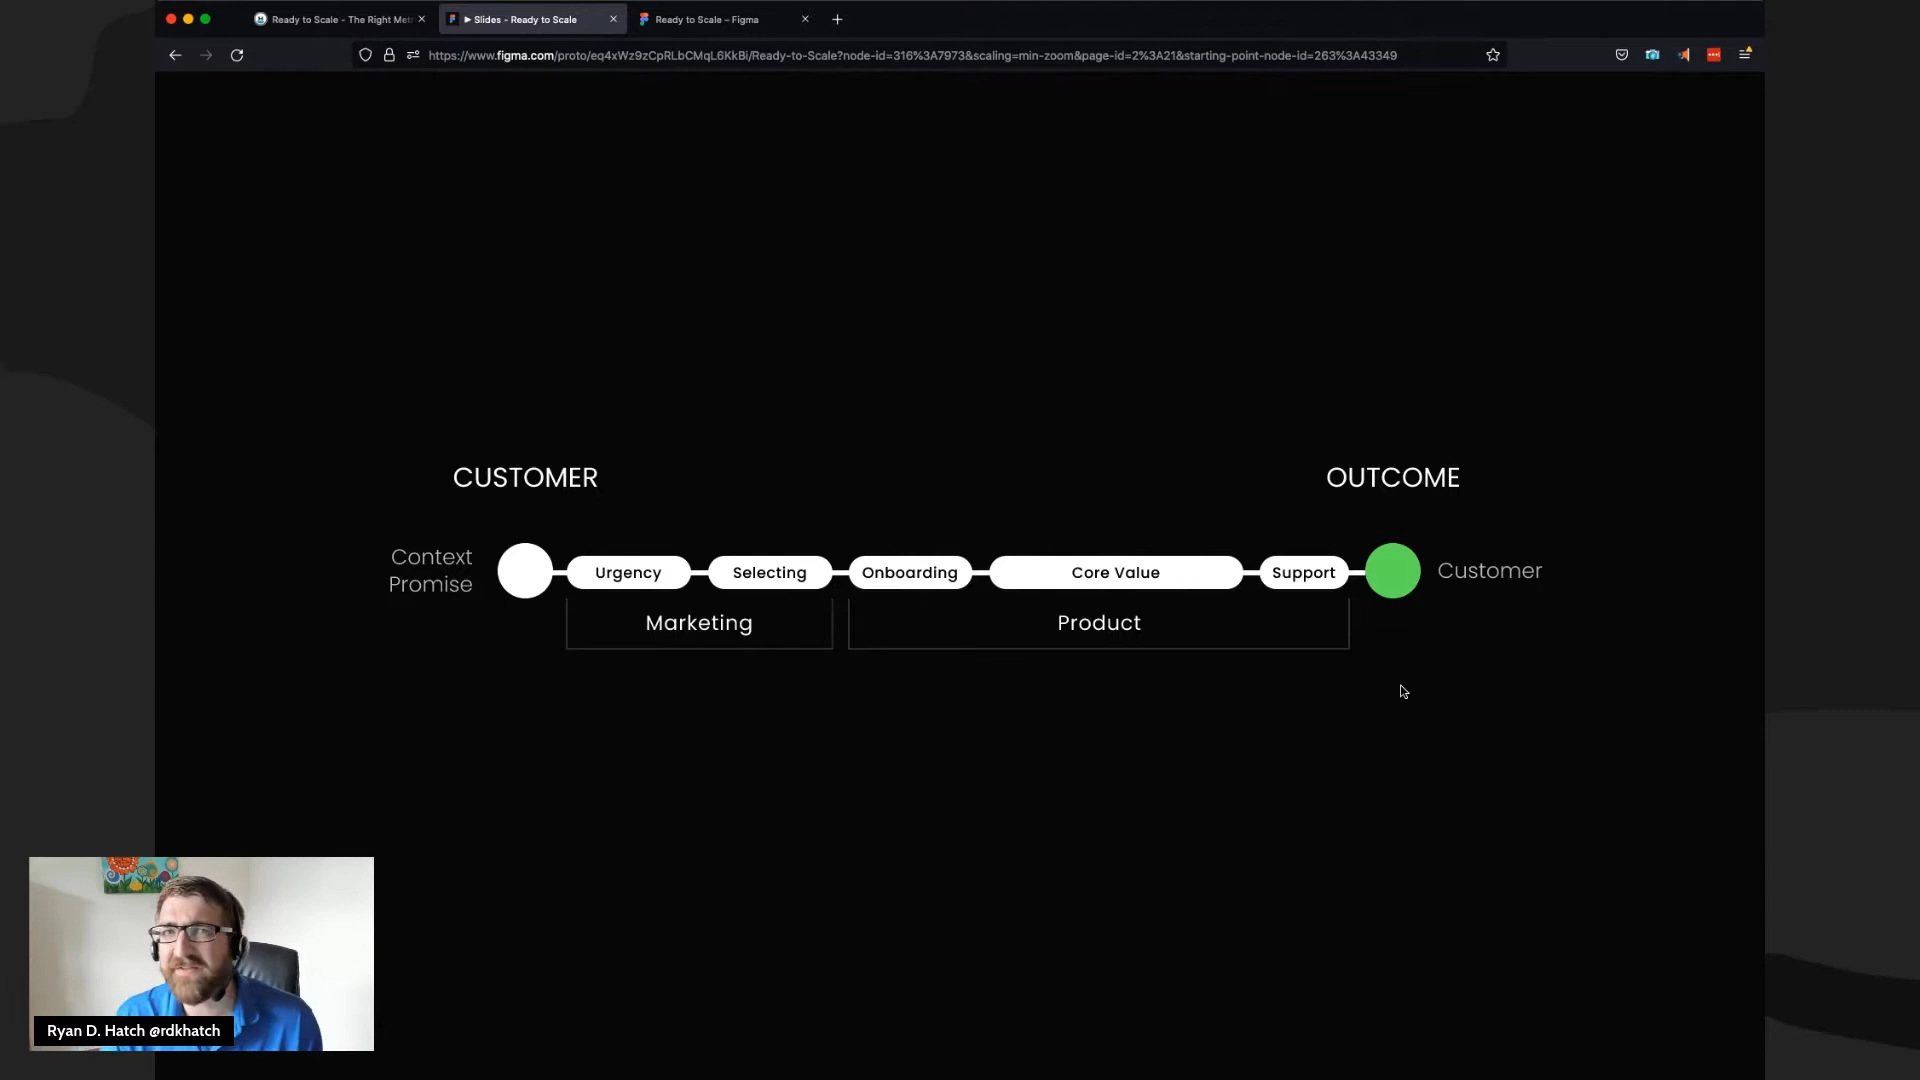 Ready to Scale - The Right Met
Slides - Ready to Scale
Ready to Scale – Figma
https://www.figma.com/proto/eq4xWz9zCpRLbCMqL6KkBi/Ready-to-Scale?node-id=316%3A7973&scaling=min-zoom&page-id=2%3A21&starting-point-node-id=263%3A43349
CUSTOMER
OUTCOME
Context
Promise
Urgency
Selecting
Onboarding
Core Value
Support
Customer
Marketing
Product
Ryan D. Hatch @rdkhatch